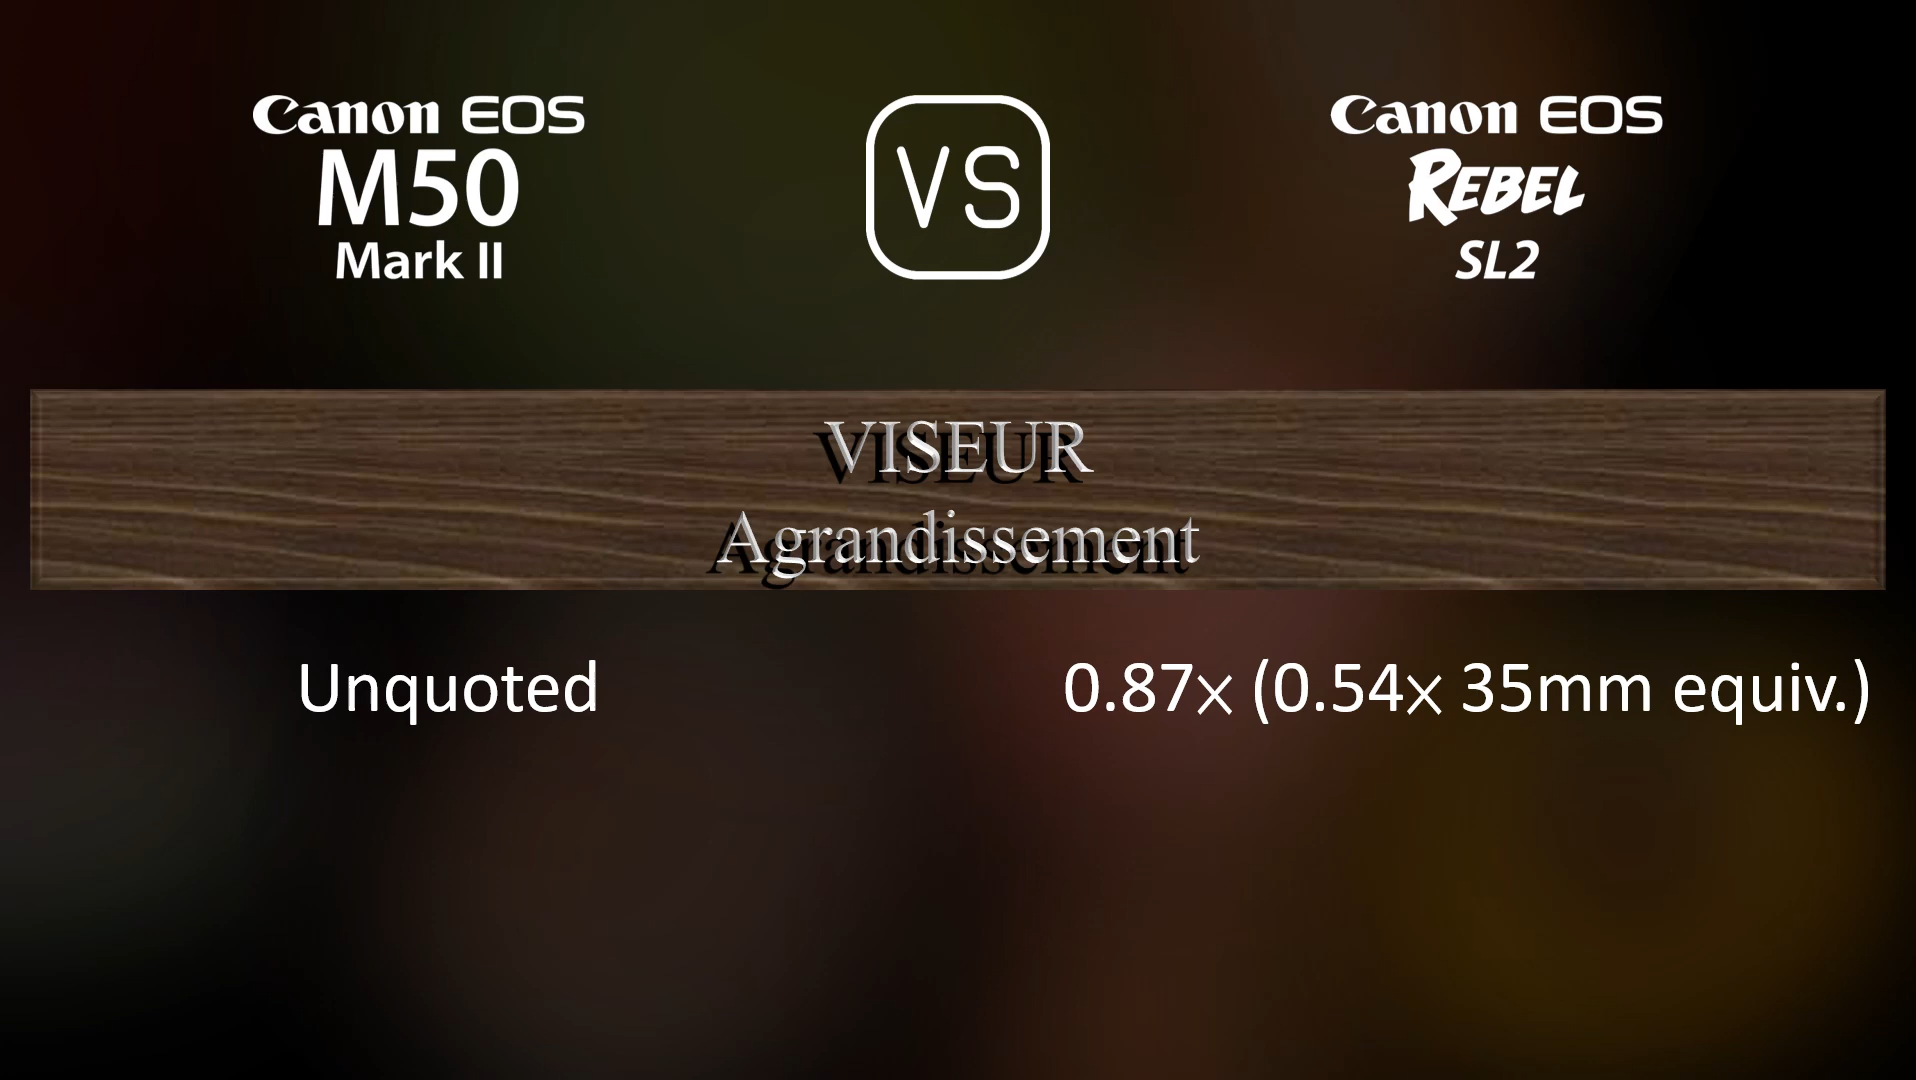 Canon EOS
M50
Mark II
VS
Canon EOS
REBEL
SL2
VISEUR
Agrandissement
Unquoted
0.87× (0.54× 35mm equiv.)